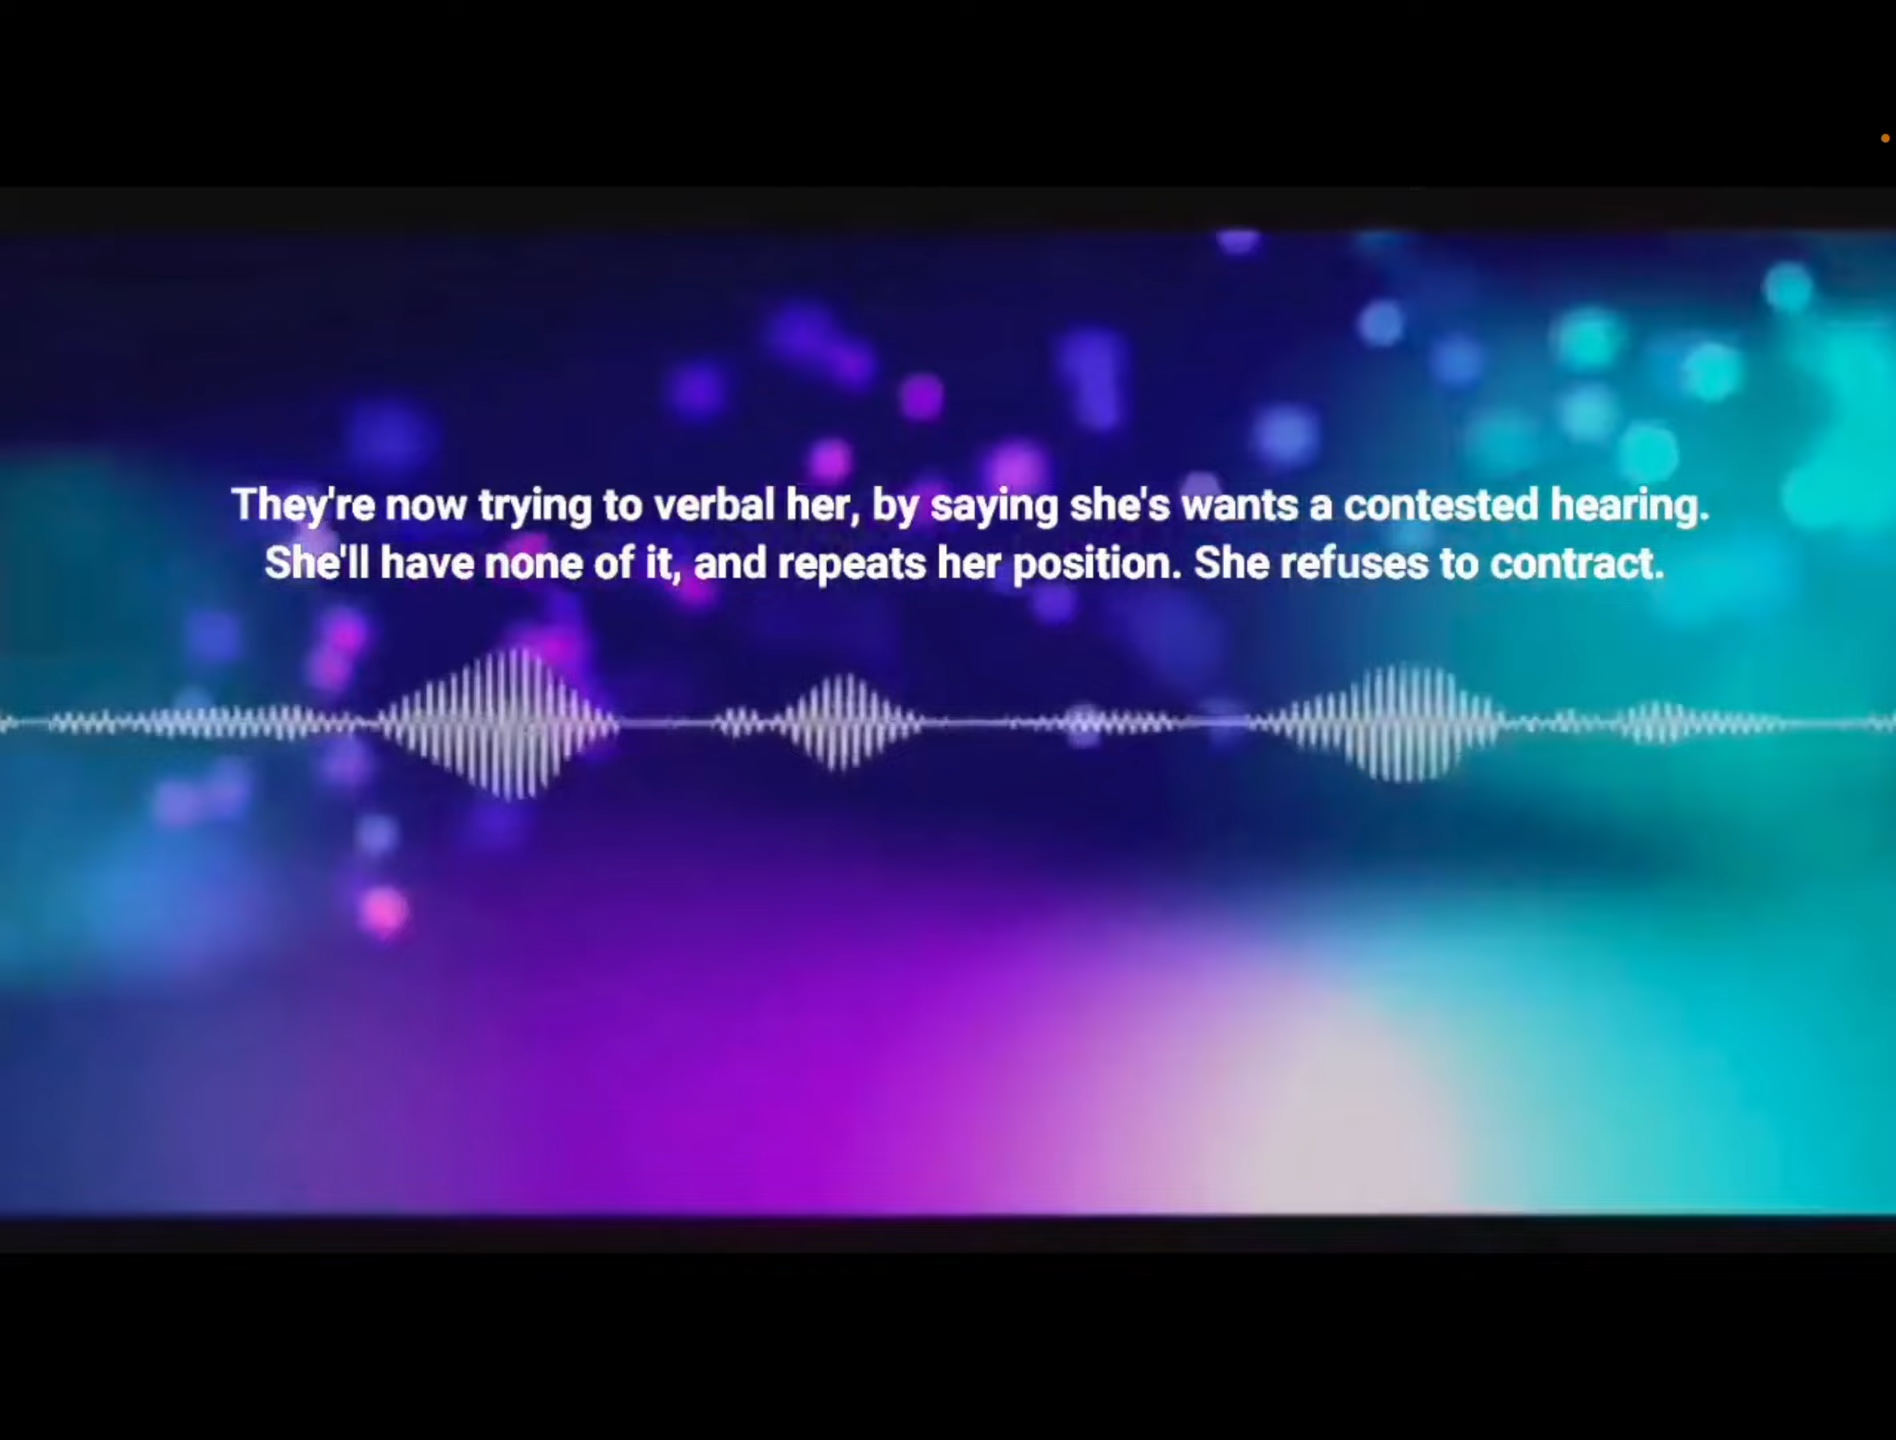 They're now trying to verbal her, by saying she's wants a contested hearing.
She'll have none of it, and repeats her position. She refuses to contract.